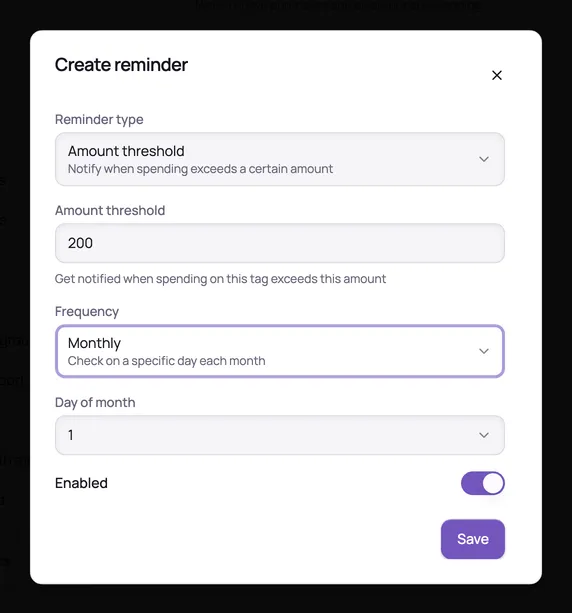 Create reminder
Reminder type
Amount threshold
Notify when spending exceeds a certain amount
Amount threshold
200
Get notified when spending on this tag exceeds this amount
Frequency
Monthly
Check on a specific day each month
Day of month
1
Enabled
Save